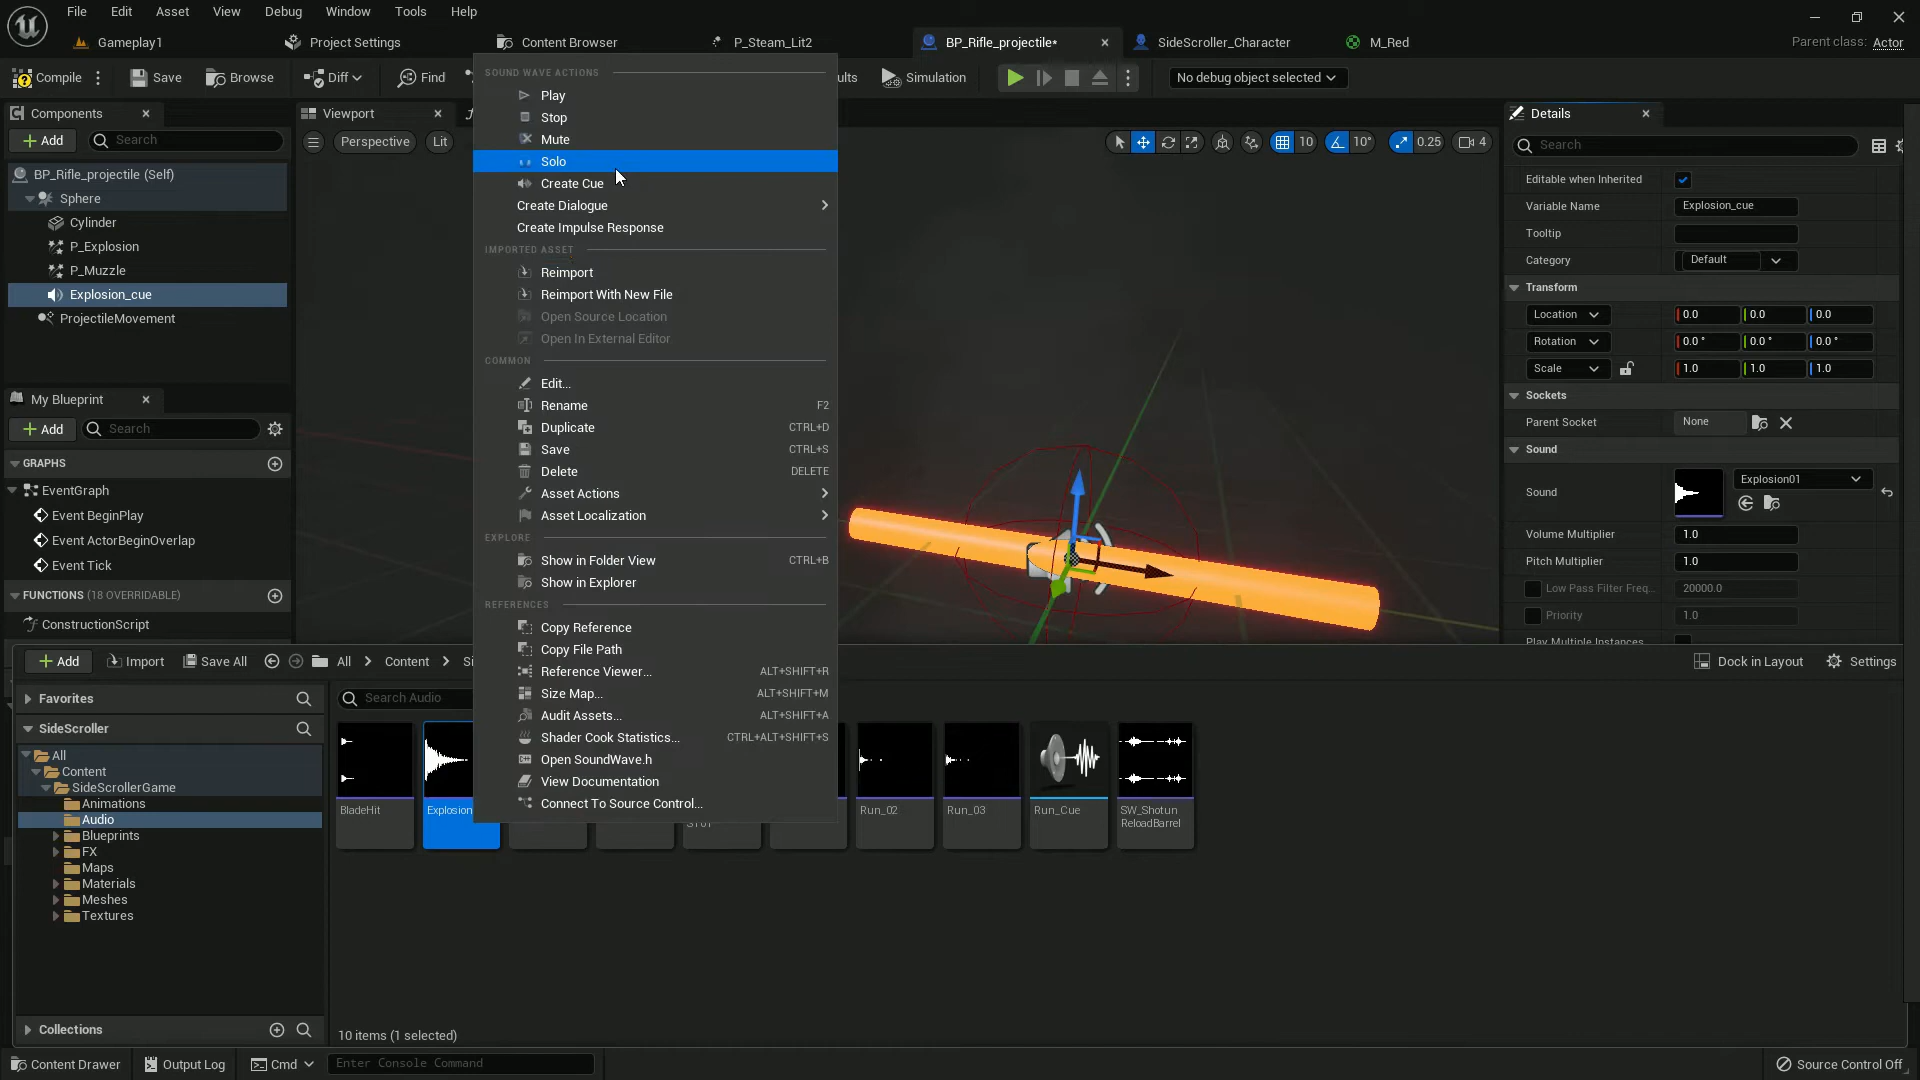 File Edit Asset View Debug Window Tools Help
Gameplay1 Project Settings Content Browser P_Steam_Lit2 BP_Rifle_projectile* SideScroller_Character M_Red Parent class: Actor
Compile Save Browse Diff Find ults Simulation No debug object selected
Components
Add Search
BP_Rifle_projectile (Self)
Sphere
Cylinder
P_Explosion
P_Muzzle
Explosion_cue
ProjectileMovement
My Blueprint
Add Search
GRAPHS
EventGraph
Event BeginPlay
Event ActorBeginOverlap
Event Tick
FUNCTIONS (18 OVERRIDABLE)
ConstructionScript
Viewport
Perspective Lit
10 10° 0.25 4
SOUND WAVE ACTIONS
Play
Stop
Mute
Solo
Create Cue
Create Dialogue
Create Impulse Response
IMPORTED ASSET
Reimport
Reimport With New File
Open Source Location
Open In External Editor
COMMON
Edit...
Rename F2
Duplicate CTRL+D
Save CTRL+S
Delete DELETE
Asset Actions
Asset Localization
EXPLORE
Show in Folder View CTRL+B
Show in Explorer
REFERENCES
Copy Reference
Copy File Path
Reference Viewer... ALT+SHIFT+R
Size Map... ALT+SHIFT+M
Audit Assets... ALT+SHIFT+A
Shader Cook Statistics... CTRL+ALT+SHIFT+S
Open SoundWave.h
View Documentation
Connect To Source Control...
Details
Search
Editable when Inherited
Variable Name Explosion_cue
Tooltip
Category Default
Transform
Location 0.0 0.0 0.0
Rotation 0.0° 0.0° 0.0°
Scale 1.0 1.0 1.0
Sockets
Parent Socket None
Sound
Sound Explosion01
Volume Multiplier 1.0
Pitch Multiplier 1.0
Low Pass Filter Freq... 20000.0
Priority 1.0
Play Multiple Instances
Add Import Save All All Content Si Dock in Layout Settings
Favorites
SideScroller
All
Content
SideScrollerGame
Animations
Audio
Blueprints
FX
Maps
Materials
Meshes
Textures
Collections
Search Audio
BladeHit Explosion Run_02 Run_03 Run_Cue SW_Shotun
ReloadBarrel
10 items (1 selected)
Content Drawer Output Log Cmd Enter Console Command Source Control Off